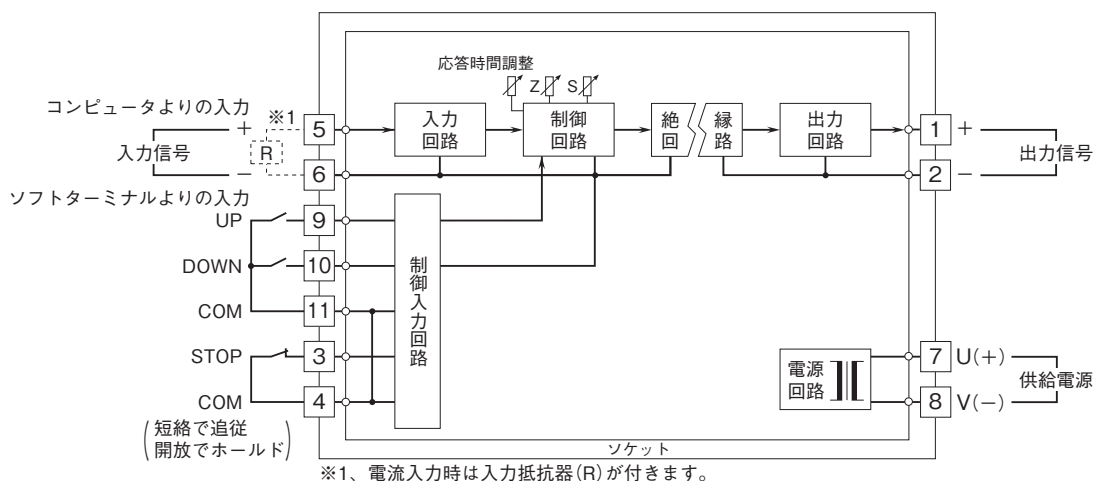 応答時間調整
Z
S
コンピュータよりの入力
※1
+
入力信号
R
−
5
6
入力
回路
制御
回路
絶
回
縁
路
出力
回路
1
+
2
−
出力信号
ソフトターミナルよりの入力
UP
9
DOWN
10
COM
11
STOP
3
COM
4
(短絡で追従
開放でホールド)
制御入力回路
電源
回路
7
U(+)
8
V(−)
供給電源
ソケット
※1、電流入力時は入力抵抗器(R)が付きます。